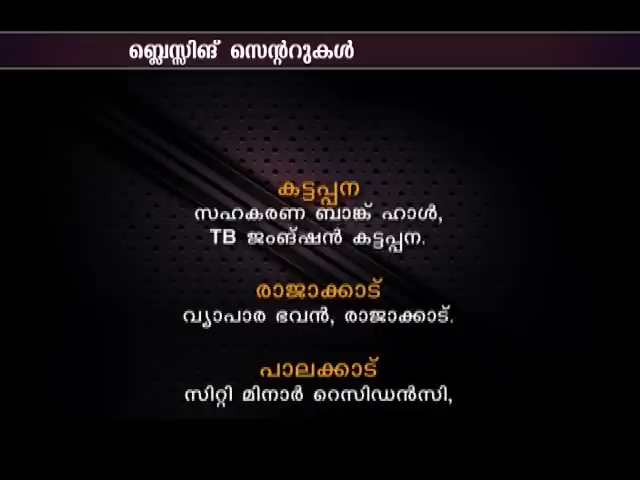 ബ്ലെസ്സിങ് സെന്ററുകൾ
കട്ടപ്പന
സഹകരണ ബാങ്ക് ഹാൾ,
TB ജംങ്ഷൻ കട്ടപ്പന.
രാജാക്കാട്
വ്യാപാര ഭവൻ, രാജാക്കാട്.
പാലക്കാട്
സിറ്റി മിനാർ റെസിഡൻസി,